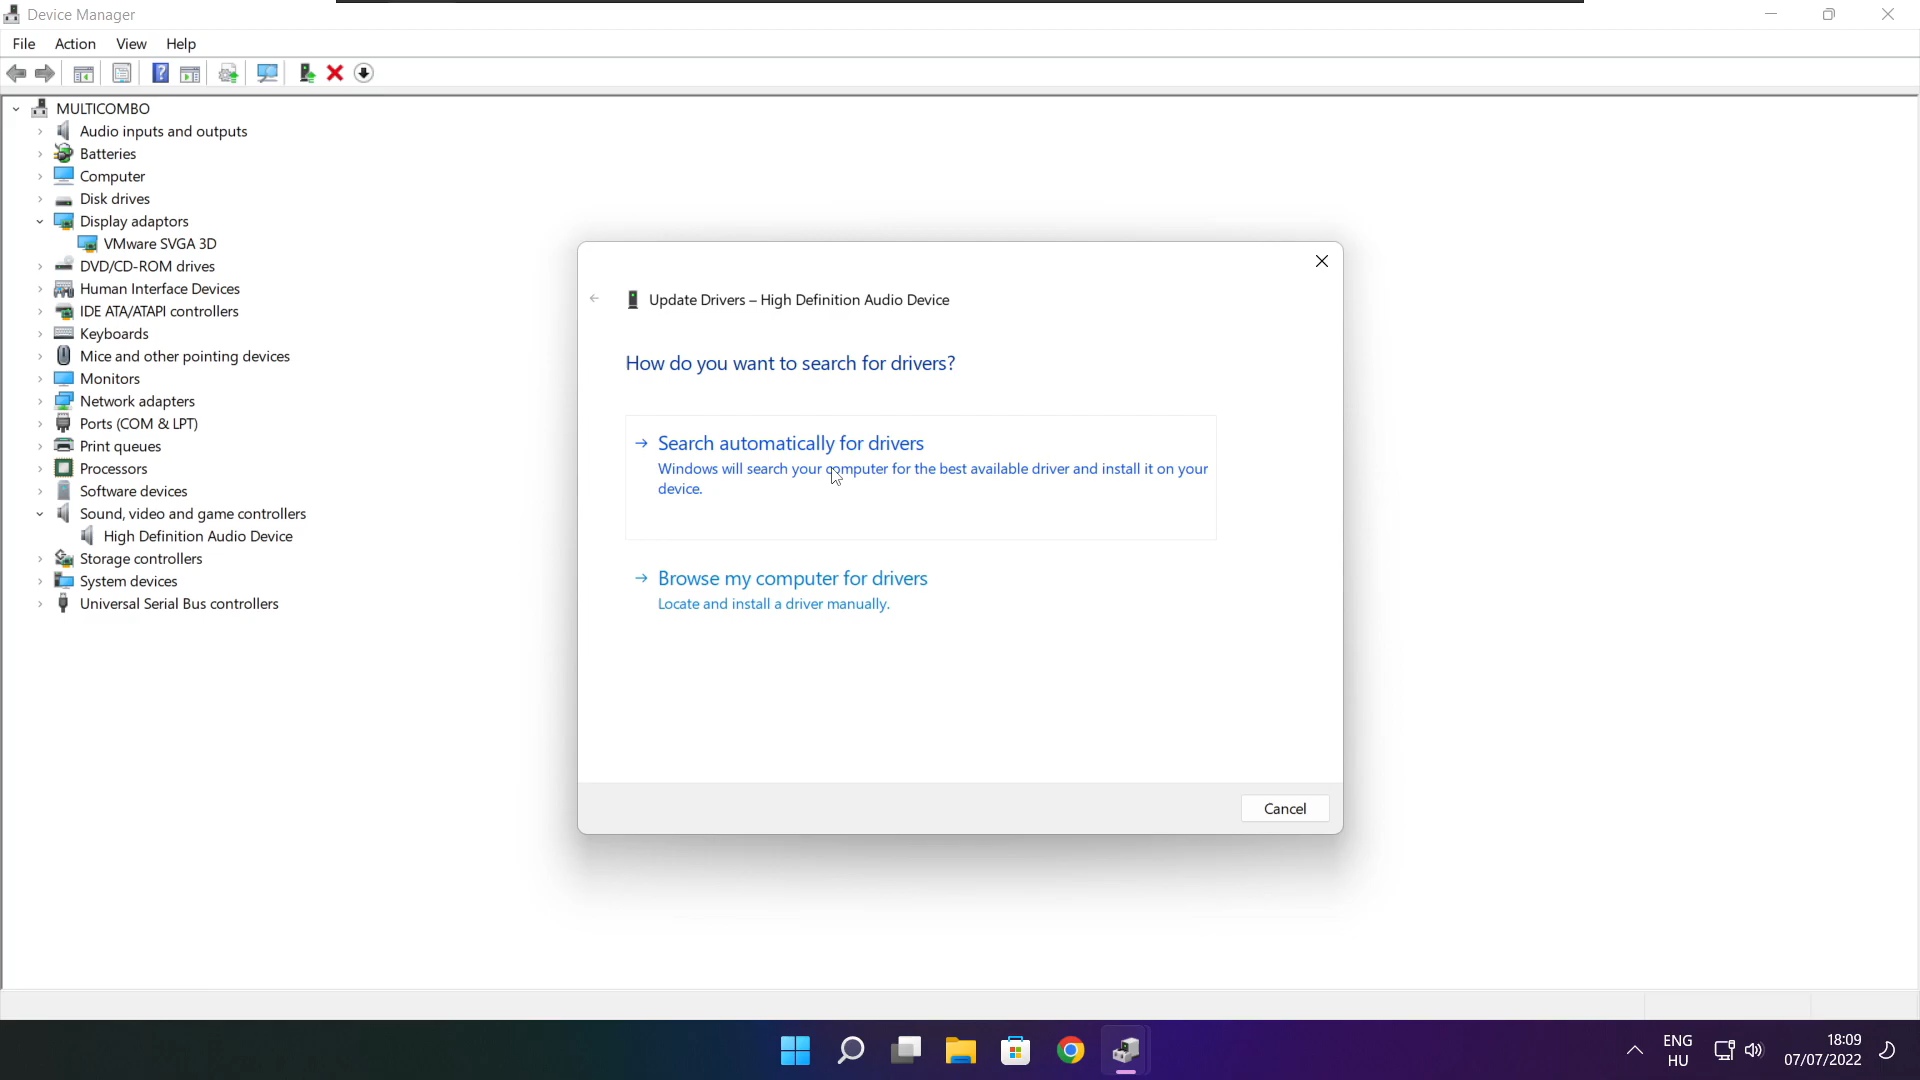 Device Manager
File Action View Help
MULTICOMBO
Audio inputs and outputs
Batteries
Computer
Disk drives
Display adaptors
VMware SVGA 3D
DVD/CD-ROM drives
Human Interface Devices
IDE ATA/ATAPI controllers
Keyboards
Mice and other pointing devices
Monitors
Network adapters
Ports (COM & LPT)
Print queues
Processors
Software devices
Sound, video and game controllers
High Definition Audio Device
Storage controllers
System devices
Universal Serial Bus controllers
Update Drivers – High Definition Audio Device
How do you want to search for drivers?
Search automatically for drivers
Windows will search your computer for the best available driver and install it on your
device.
Browse my computer for drivers
Locate and install a driver manually.
Cancel
ENG
HU
18:09
07/07/2022